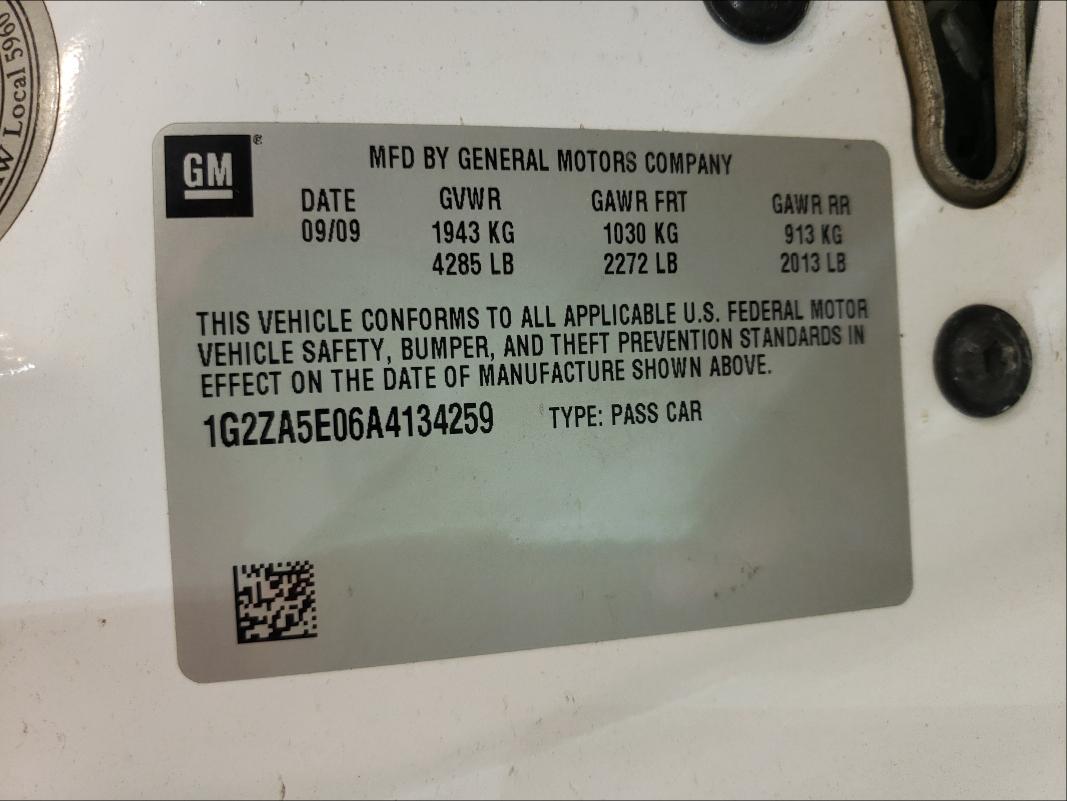 W Local 5960
GM ®
MFD BY GENERAL MOTORS COMPANY
DATE GVWR GAWR FRT GAWR RR
09/09 1943 KG 1030 KG 913 KG
4285 LB 2272 LB 2013 LB
THIS VEHICLE CONFORMS TO ALL APPLICABLE U.S. FEDERAL MOTOR
VEHICLE SAFETY, BUMPER, AND THEFT PREVENTION STANDARDS IN
EFFECT ON THE DATE OF MANUFACTURE SHOWN ABOVE.
1G2ZA5E06A4134259 TYPE: PASS CAR